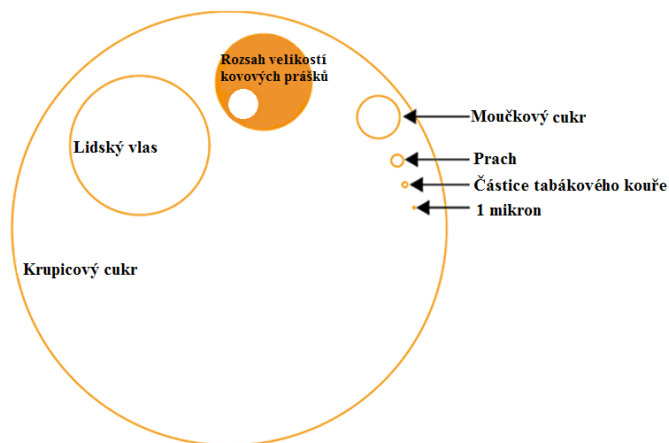 Rozsah velikostí
kovových prášků
Moučkový cukr
Lidský vlas
Prach
Částice tabákového kouře
1 mikron
Krupicový cukr